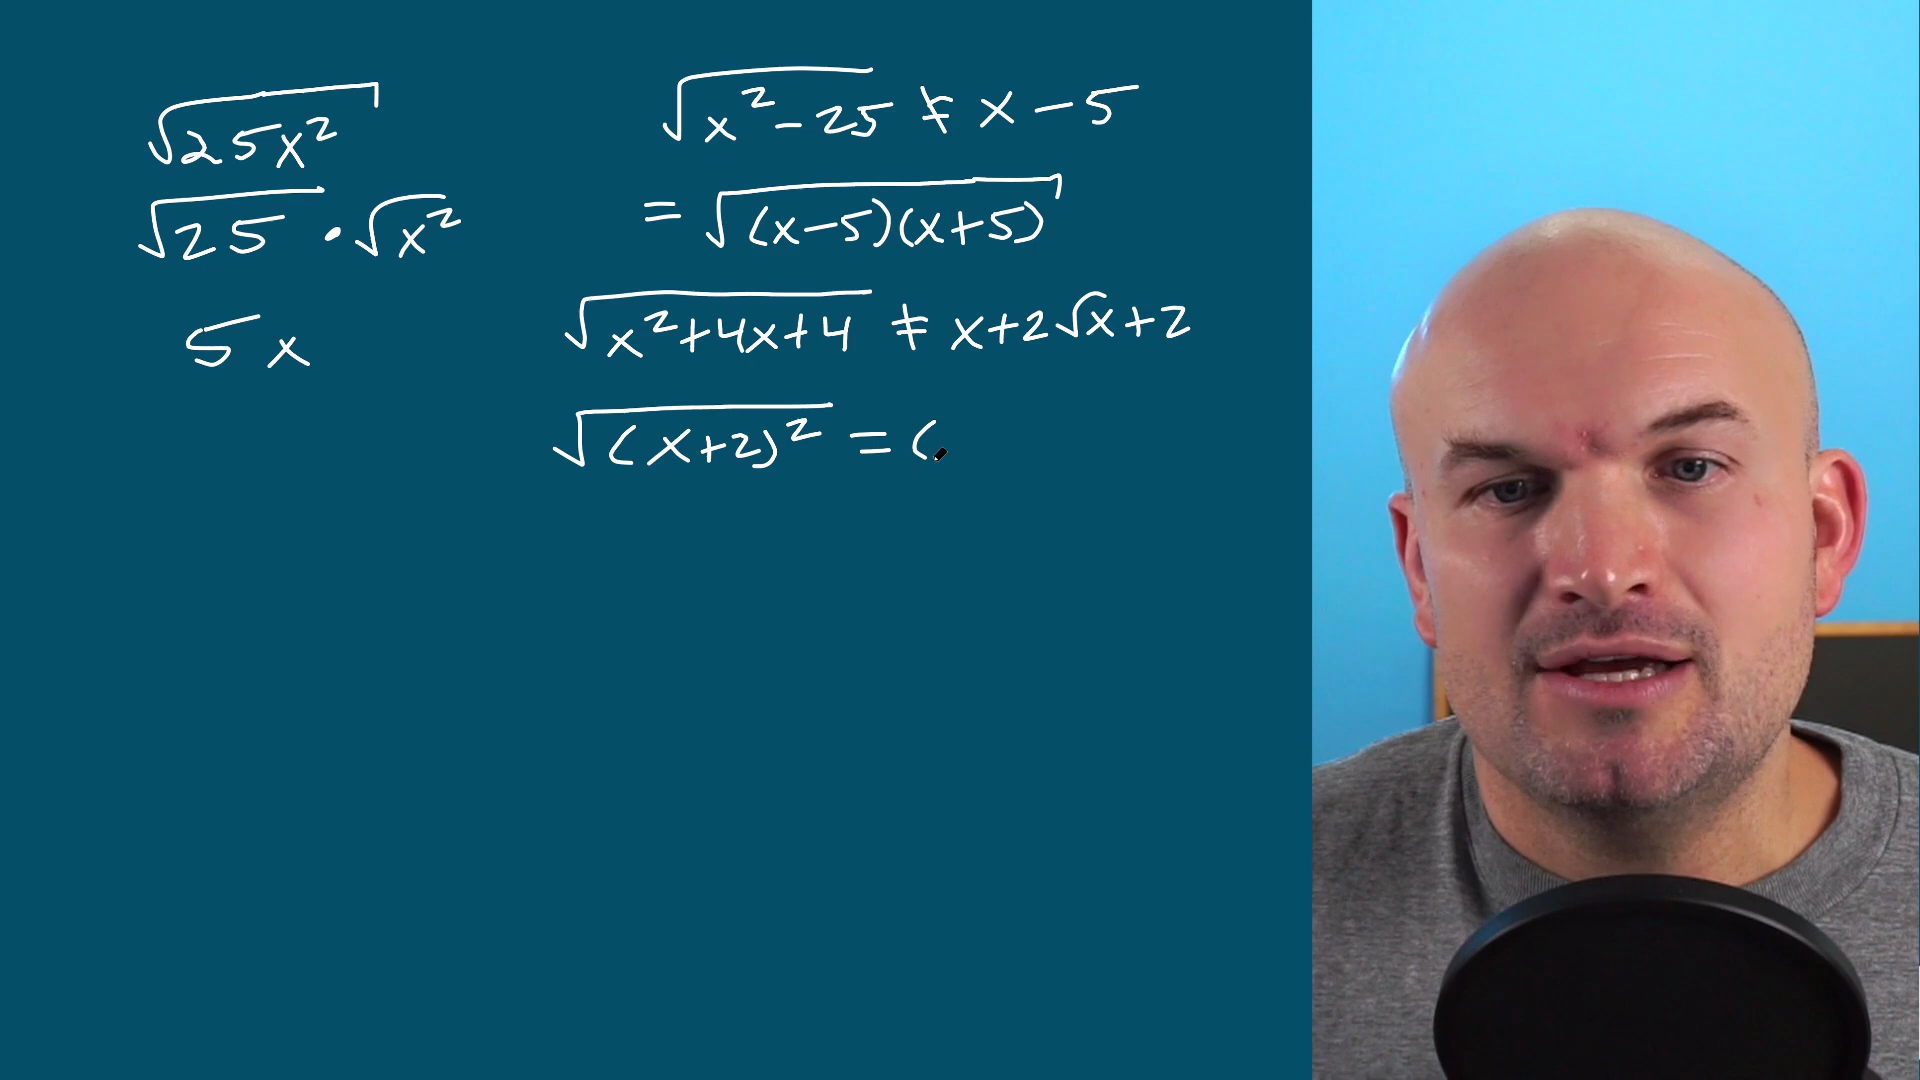 √25x²
√25 · √x²
5x
√x²-25 ≠ x-5
= √(x-5)(x+5)
√x²+4x+4 ≠ x+2√x+2
√(x+2)² = (